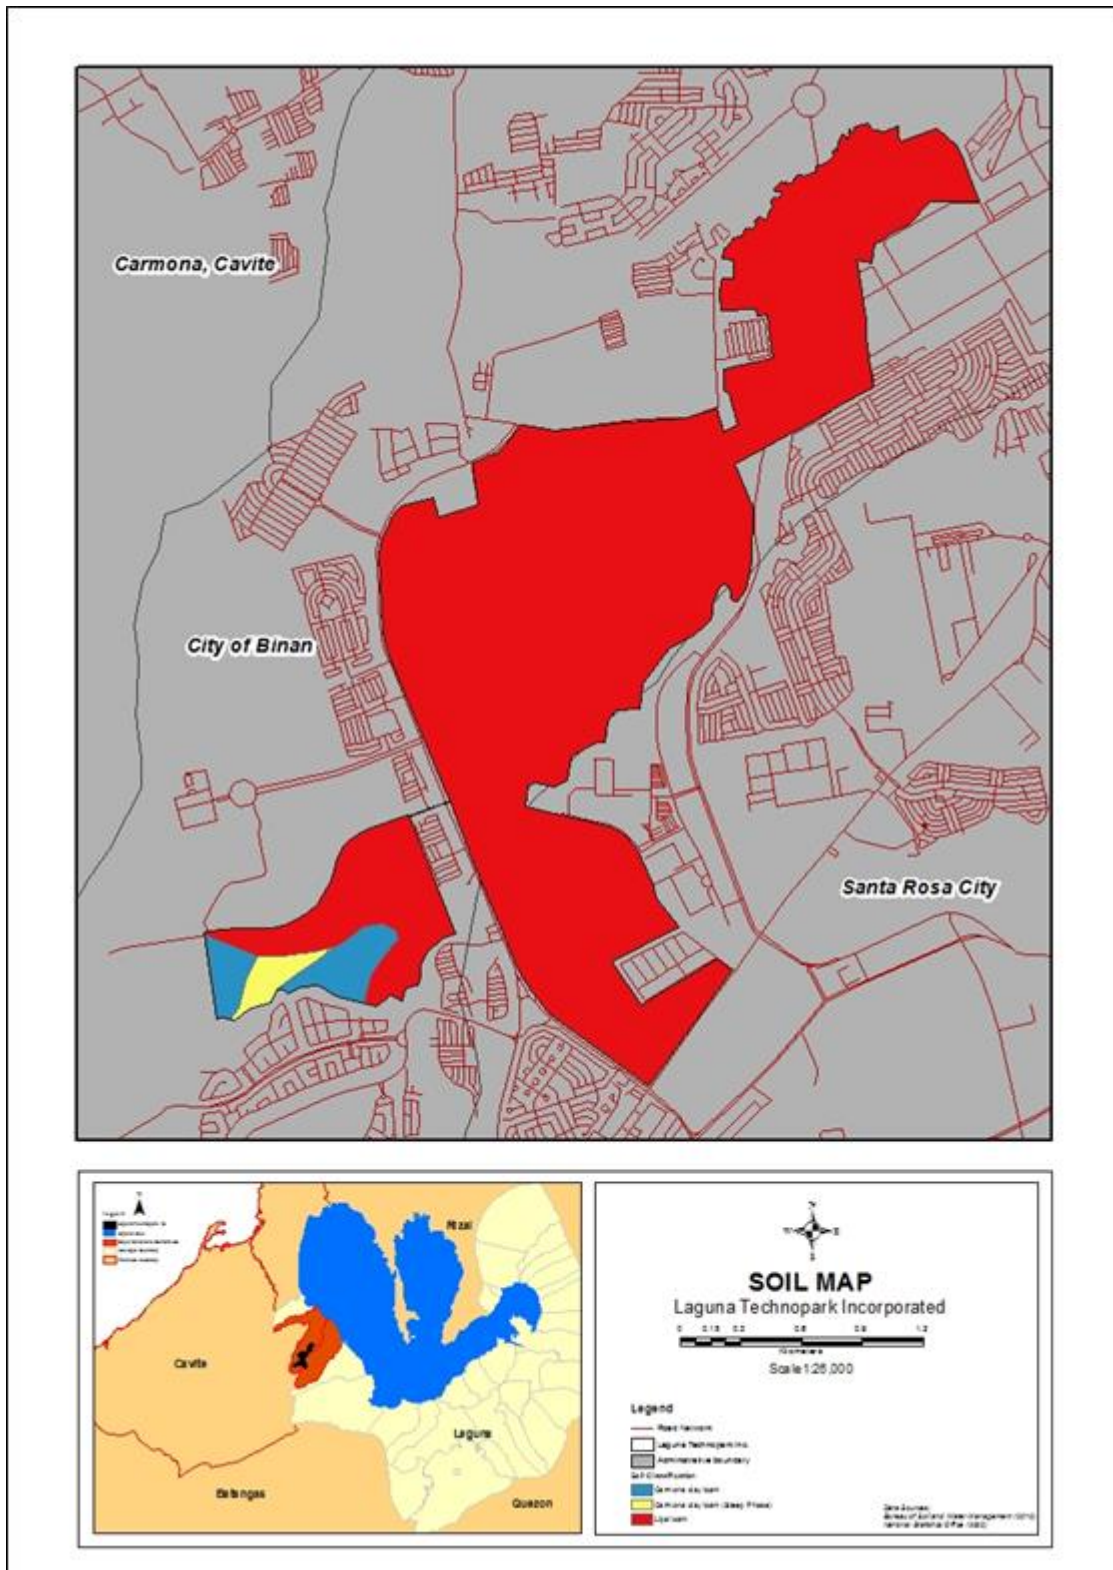 Carmona, Cavite
City of Binan
Santa Rosa City
N
Rizal
Cavite
Laguna
Batangas
Quezon
N
W E
S
SOIL MAP
Laguna Technopark Incorporated
Kilometers
Scale 1:25,000
Legend
Road Network
Laguna Technopark Inc.
Administrative boundary
Soil Classification
Carmona clay loam
Carmona clay loam (Steep Phase)
Lipa loam
Data Sources:
Bureau of Soil and Water Management
National Statistics Office